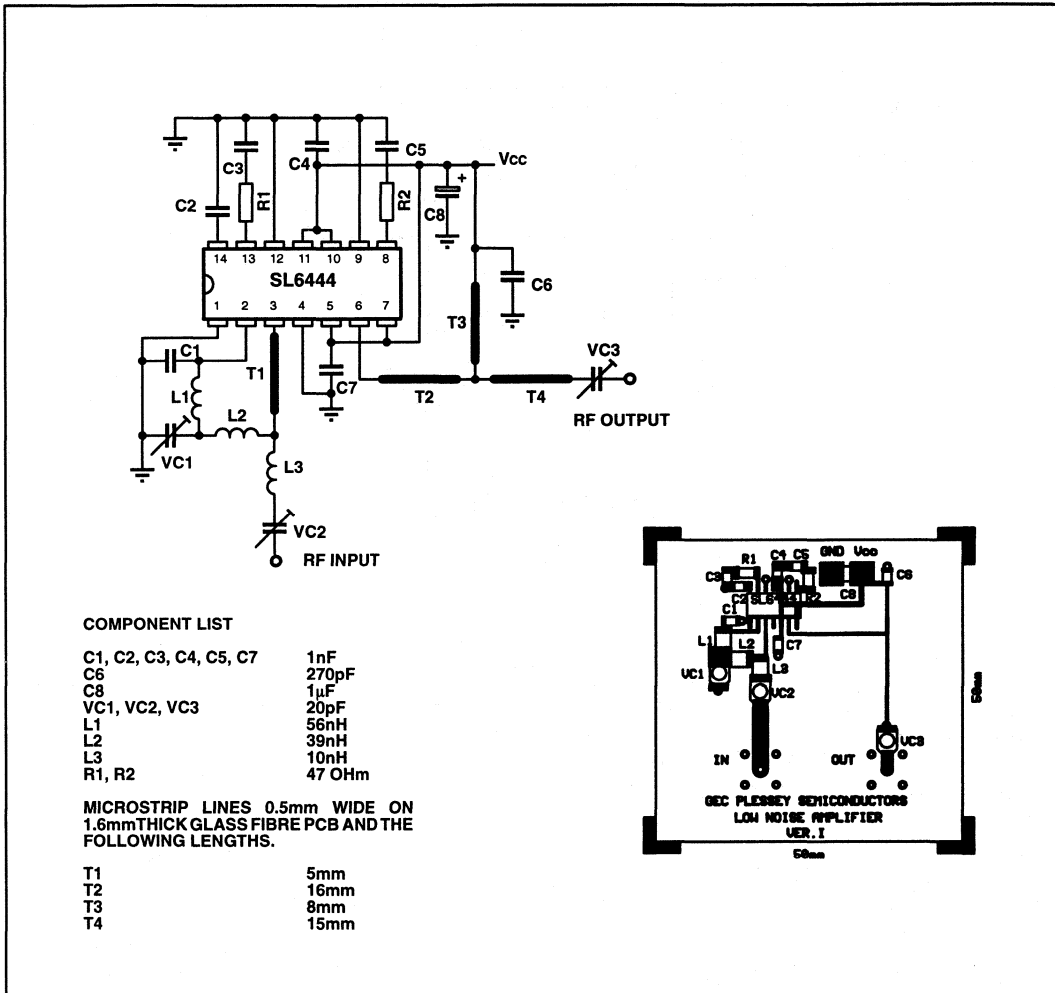 C3
C4
C5
Vcc
+
C2
R1
R2
C8
14 13 12 11 10 9 8
SL6444
C6
1 2 3 4 5 6 7
T3
C1
VC3
T1
C7
L1
T2
T4
L2
RF OUTPUT
VC1
L3
VC2
RF INPUT
COMPONENT LIST
C1, C2, C3, C4, C5, C7 1nF
C6 270pF
C8 1μF
VC1, VC2, VC3 20pF
L1 56nH
L2 39nH
L3 10nH
R1, R2 47 OHm
MICROSTRIP LINES 0.5mm WIDE ON
1.6mmTHICK GLASS FIBRE PCB AND THE
FOLLOWING LENGTHS.
T1 5mm
T2 16mm
T3 8mm
T4 15mm
C4 C5 GND Vcc
R1
C3
C6
C2
R2
C8
C1
L1
L2
C7
L3
VC1
VC2
50mm
VC3
IN OUT
GEC PLESSEY SEMICONDUCTORS
LOW NOISE AMPLIFIER
VER.I
50mm